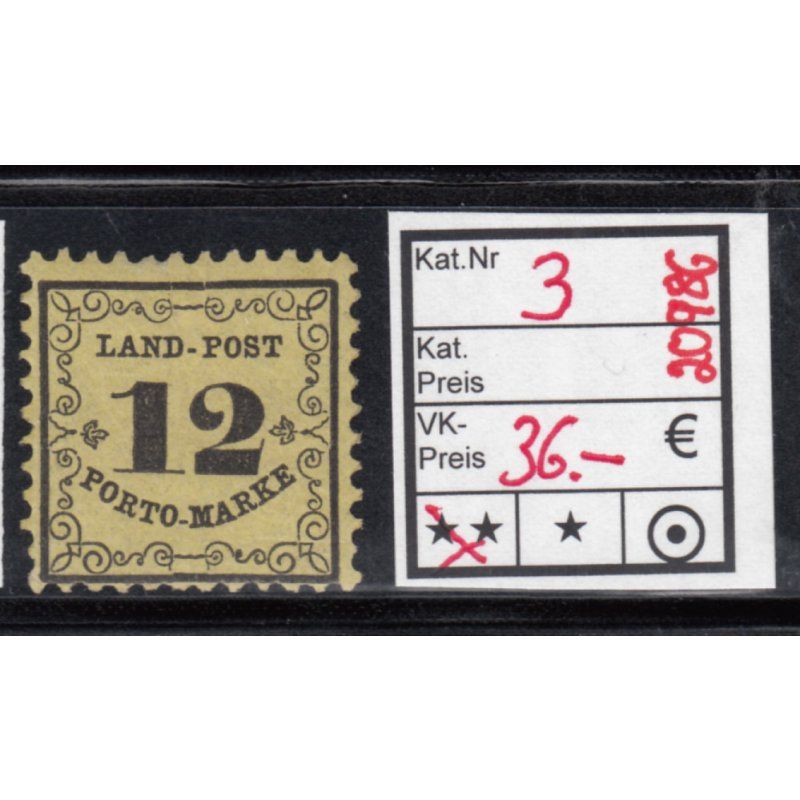 LAND-POST
12
PORTO-MARKE
Kat.Nr 3
Kat.
Preis
VK-
Preis 36.- €
★★ ★